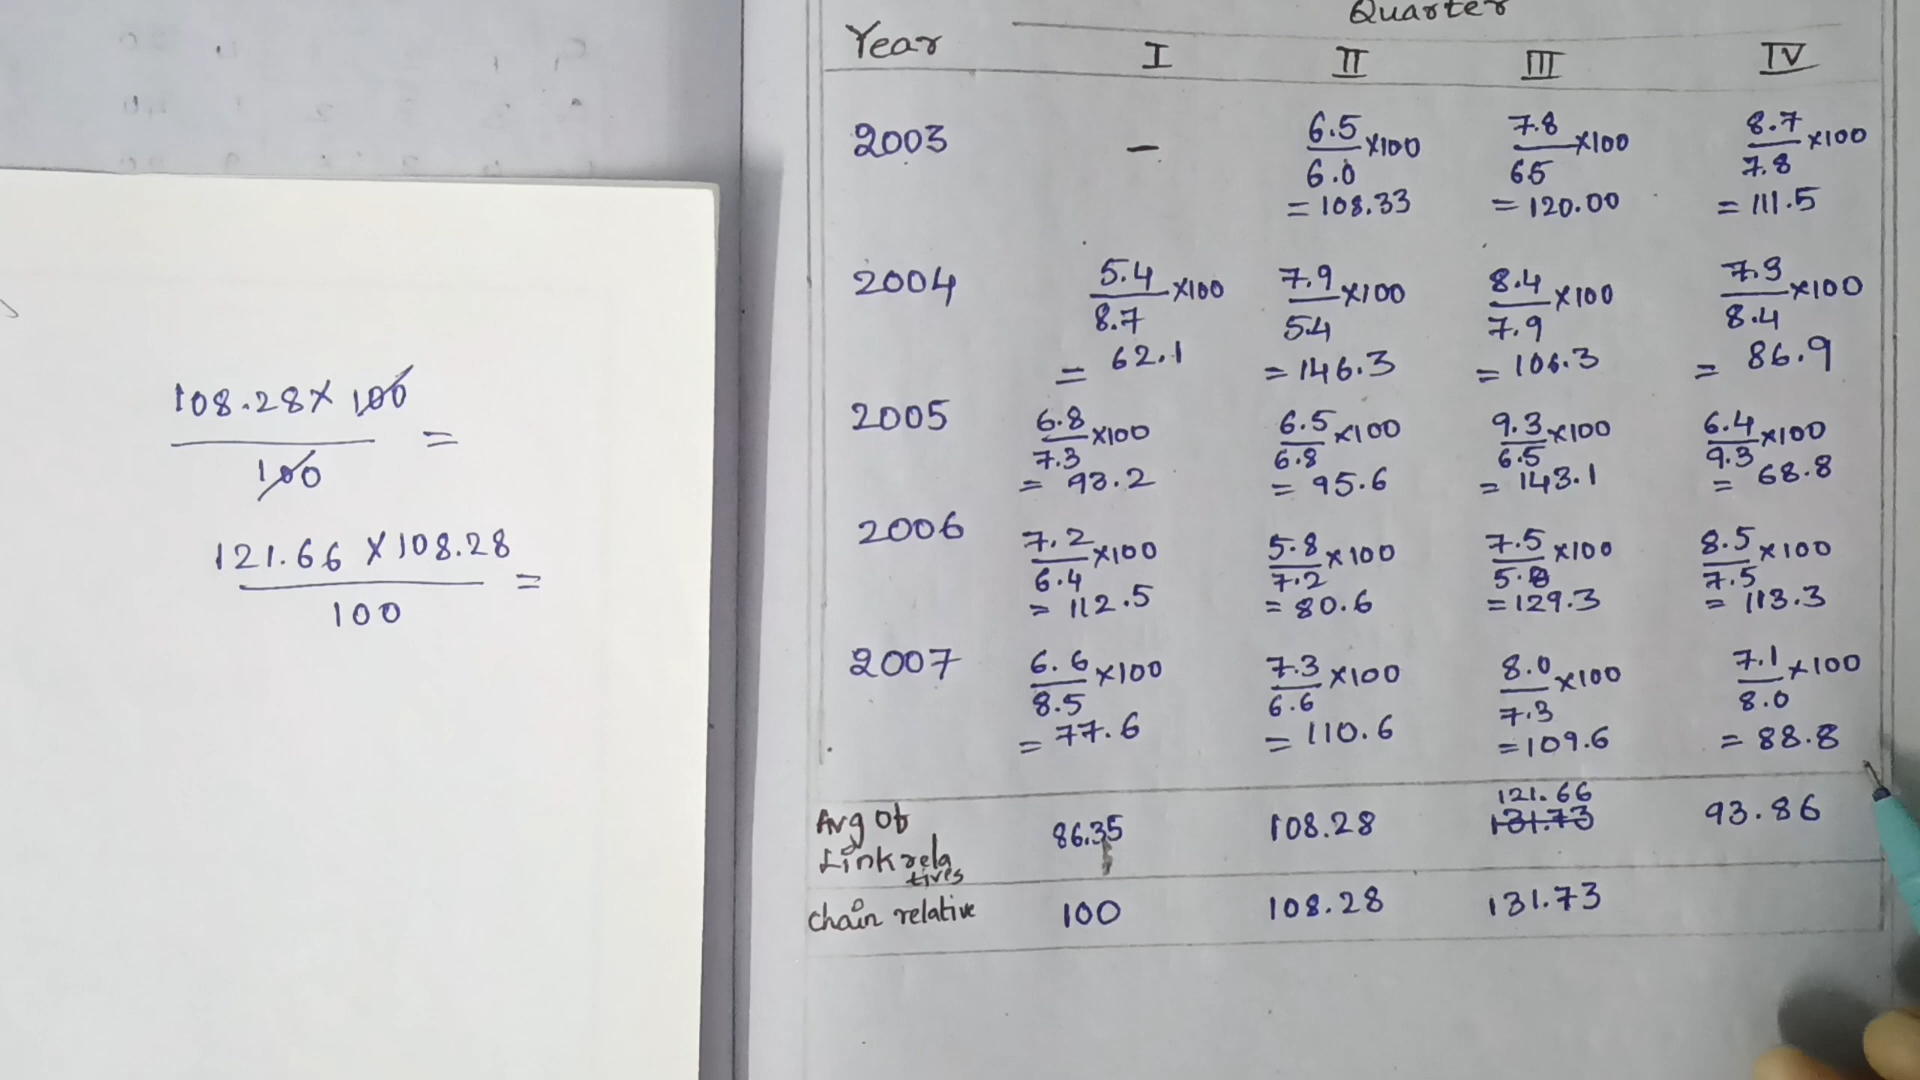 108.28 × 100
100
=
121.66 × 108.28
100
=
Quarter
Year I II III IV
2003 – 6.5/6.0 ×100 7.8/65 ×100 8.7/7.8 ×100
= 108.33 = 120.00 = 111.5
2004 5.4/8.7 ×100 7.9/54 ×100 8.4/7.9 ×100 7.3/8.4 ×100
= 62.1 = 146.3 = 106.3 = 86.9
2005 6.8/7.3 ×100 6.5/6.8 ×100 9.3/6.5 ×100 6.4/9.3 ×100
= 93.2 = 95.6 = 143.1 = 68.8
2006 7.2/6.4 ×100 5.8/7.2 ×100 7.5/5.8 ×100 8.5/7.5 ×100
= 112.5 = 80.6 = 129.3 = 113.3
2007 6.6/8.5 ×100 7.3/6.6 ×100 8.0/7.3 ×100 7.1/8.0 ×100
= 77.6 = 110.6 = 109.6 = 88.8
121.66
Avg of 86.35 108.28 131.73 93.86
Link rela
tives
chain relative 100 108.28 131.73